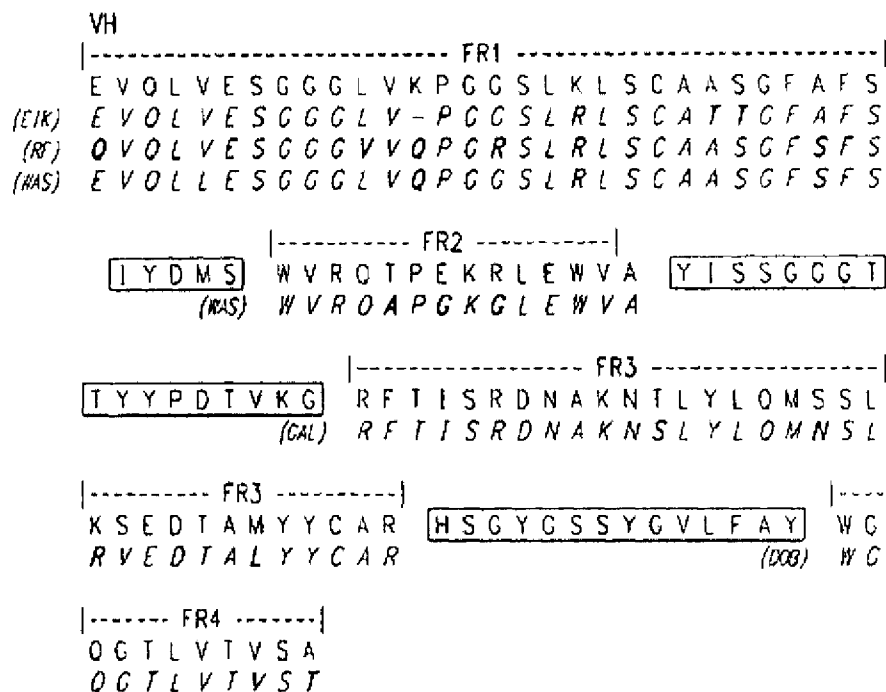 VH
|------------------------ FR1 ------------------------|
E V Q L V E S G G G L V K P G G S L K L S C A A S G F A F S
(EIK) E V O L V E S G G G L V - P G G S L R L S C A T T G F A F S
(RF) Q V O L V E S G G G V V Q P G R S L R L S C A A S G F S F S
(WAS) E V O L L E S G G G L V Q P G G S L R L S C A A S G F S F S
|---------- FR2 ----------|
I Y D M S W V R O T P E K R L E W V A Y I S S G G G T
(WAS) W V R O A P G K G L E W V A
|------------------ FR3 ------------------|
T Y Y P D T V K G R F T I S R D N A K N T L Y L O M S S L
(GAL) R F T I S R D N A K N S L Y L O M N S L
|--------- FR3 ----------| |----
K S E D T A M Y Y C A R H S G Y G S S Y G V L F A Y W G
R V E D T A L Y Y C A R (DOB) W G
|------- FR4 -------|
Q G T L V T V S A
O G T L V T V S T